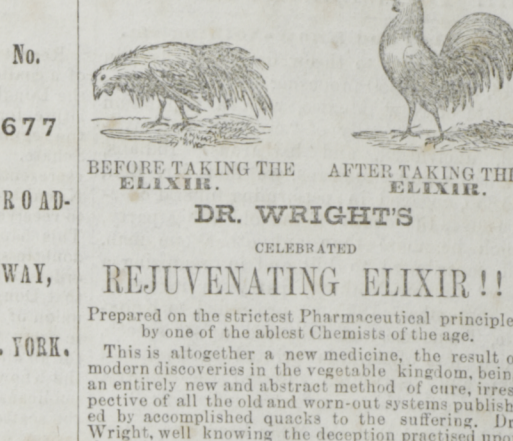 No.
677
ROAD-
WAY,
. YORK.
BEFORE TAKING THE
ELIXIR.
AFTER TAKING TH
ELIXIR.
DR. WRIGHT'S
CELEBRATED
REJUVENATING ELIXIR !!
Prepared on the strictest Pharmaceutical principle
by one of the ablest Chemists of the age.
This is altogether a new medicine, the result o
modern discoveries in the vegetable kingdom, bein
an entirely new and abstract method of cure, irres
pective of all the old and worn-out systems publish
ed by accomplished quacks to the suffering. Dr
Wright, well knowing the deception practised upo